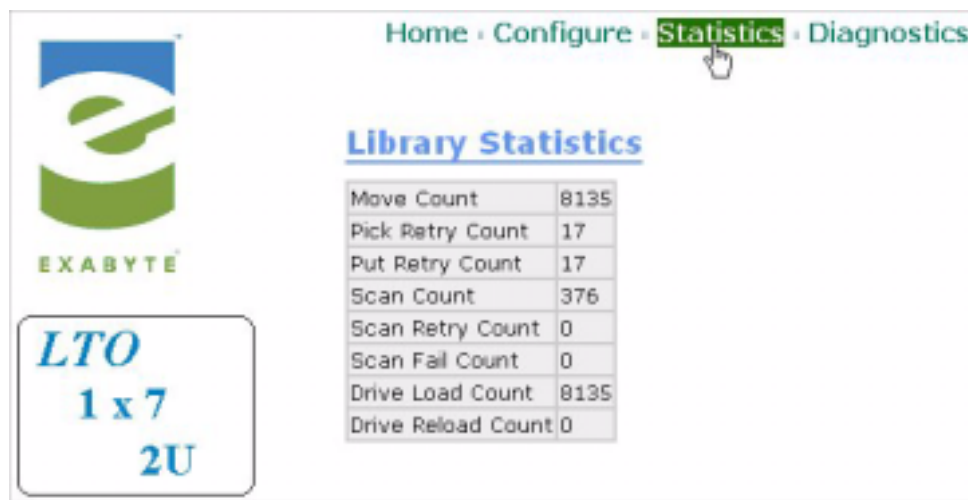 Home Configure Statistics Diagnostics
EXABYTE
LTO
1 x 7
2U
Library Statistics
Move Count 8135
Pick Retry Count 17
Put Retry Count 17
Scan Count 376
Scan Retry Count 0
Scan Fail Count 0
Drive Load Count 8135
Drive Reload Count 0